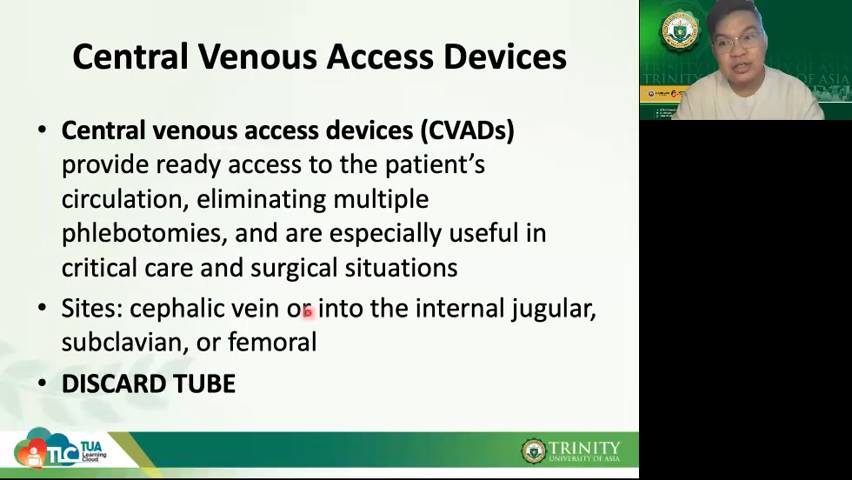 Central Venous Access Devices
• Central venous access devices (CVADs)
provide ready access to the patient’s
circulation, eliminating multiple
phlebotomies, and are especially useful in
critical care and surgical situations
• Sites: cephalic vein or into the internal jugular,
subclavian, or femoral
• DISCARD TUBE
TLC
TUA
Learning
Cloud
TRINITY
UNIVERSITY OF ASIA